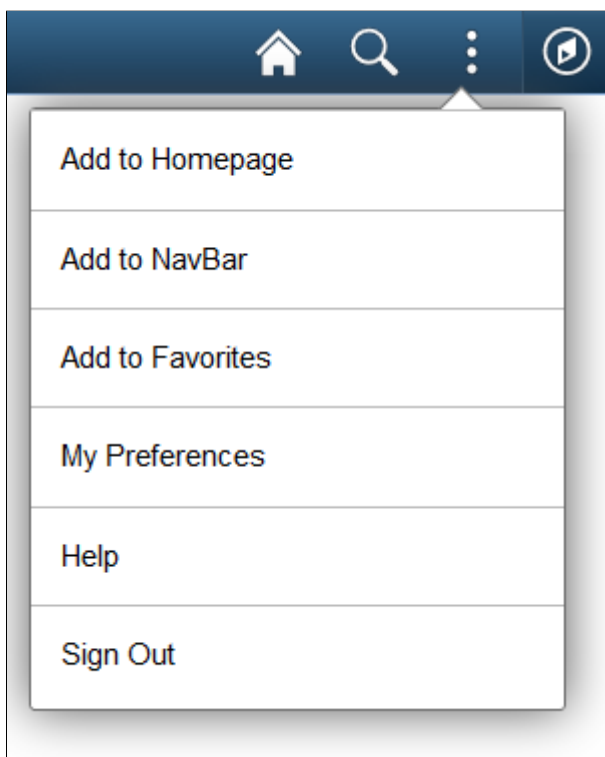 Add to Homepage
Add to NavBar
Add to Favorites
My Preferences
Help
Sign Out